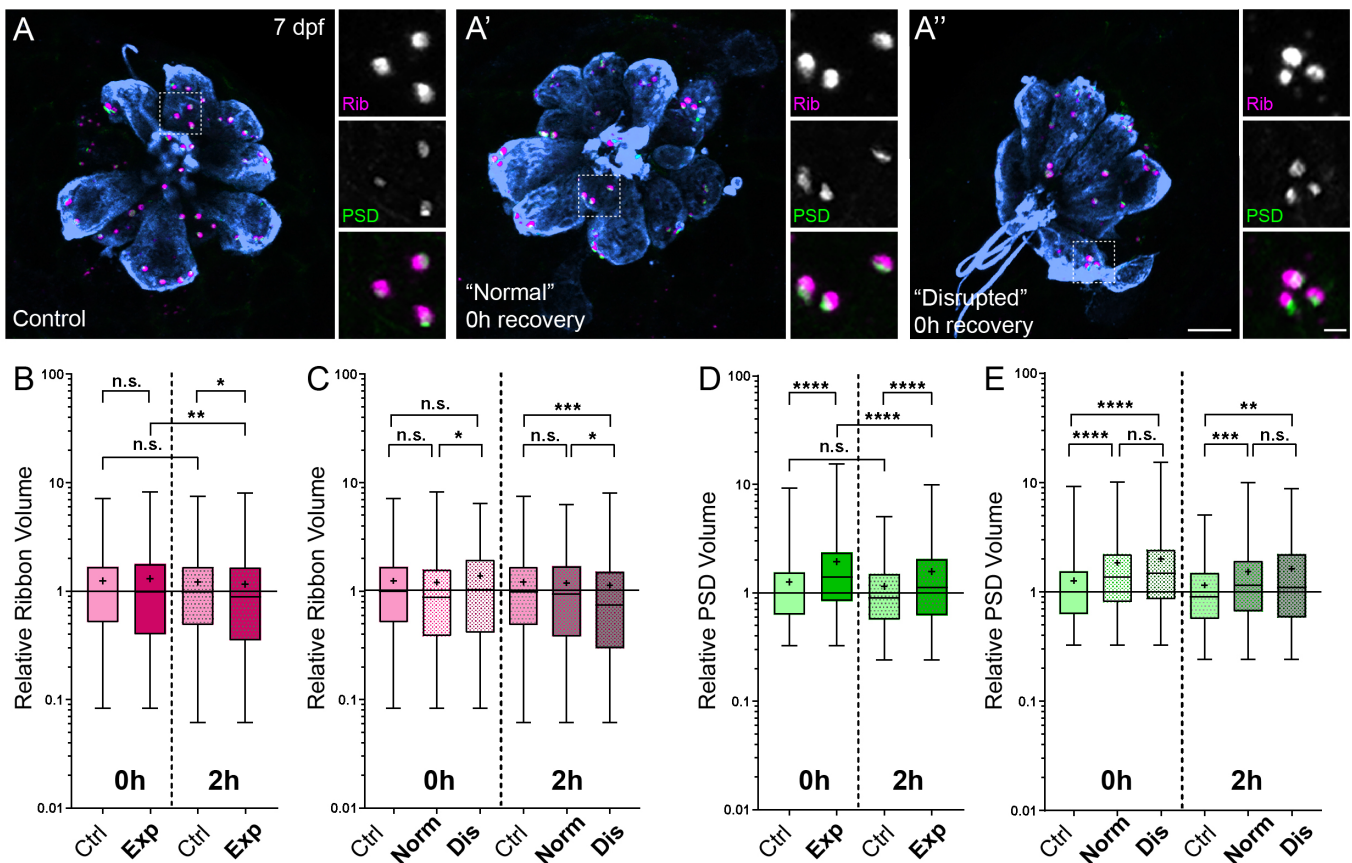 A
7 dpf
Control
Rib
PSD
A’
“Normal”
0h recovery
Rib
PSD
A’’
“Disrupted”
0h recovery
Rib
PSD
B
Relative Ribbon Volume
100
10
1
0.1
0.01
n.s.
*
**
n.s.
0h
2h
Ctrl
Exp
Ctrl
Exp
C
Relative Ribbon Volume
100
10
1
0.1
0.01
n.s.
***
n.s.
*
n.s.
*
0h
2h
Ctrl
Norm
Dis
Ctrl
Norm
Dis
D
Relative PSD Volume
100
10
1
0.1
0.01
****
****
****
n.s.
0h
2h
Ctrl
Exp
Ctrl
Exp
E
Relative PSD Volume
100
10
1
0.1
0.01
****
**
****
n.s.
***
n.s.
0h
2h
Ctrl
Norm
Dis
Ctrl
Norm
Dis